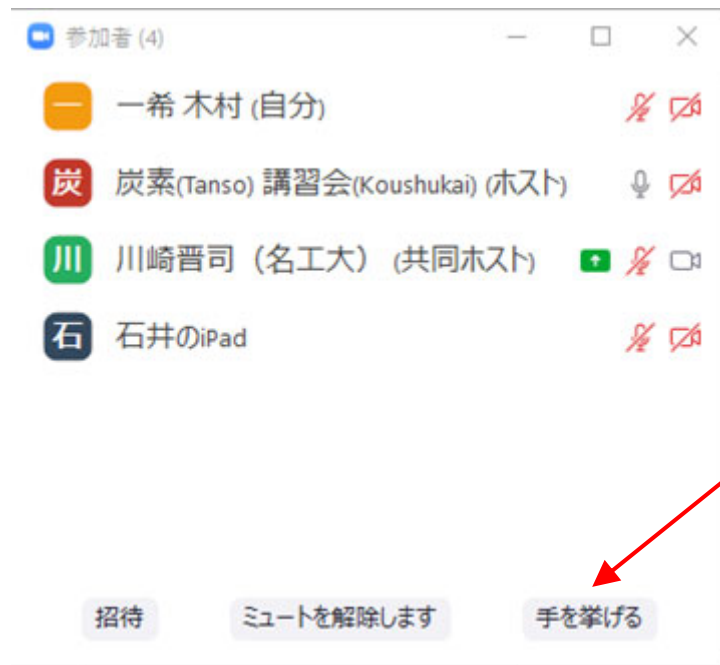 参加者 (4)
一 一希 木村 (自分)
炭 炭素(Tanso) 講習会(Koushukai) (ホスト)
川 川崎晋司（名工大） (共同ホスト)
石 石井のiPad
招待 ミュートを解除します 手を挙げる